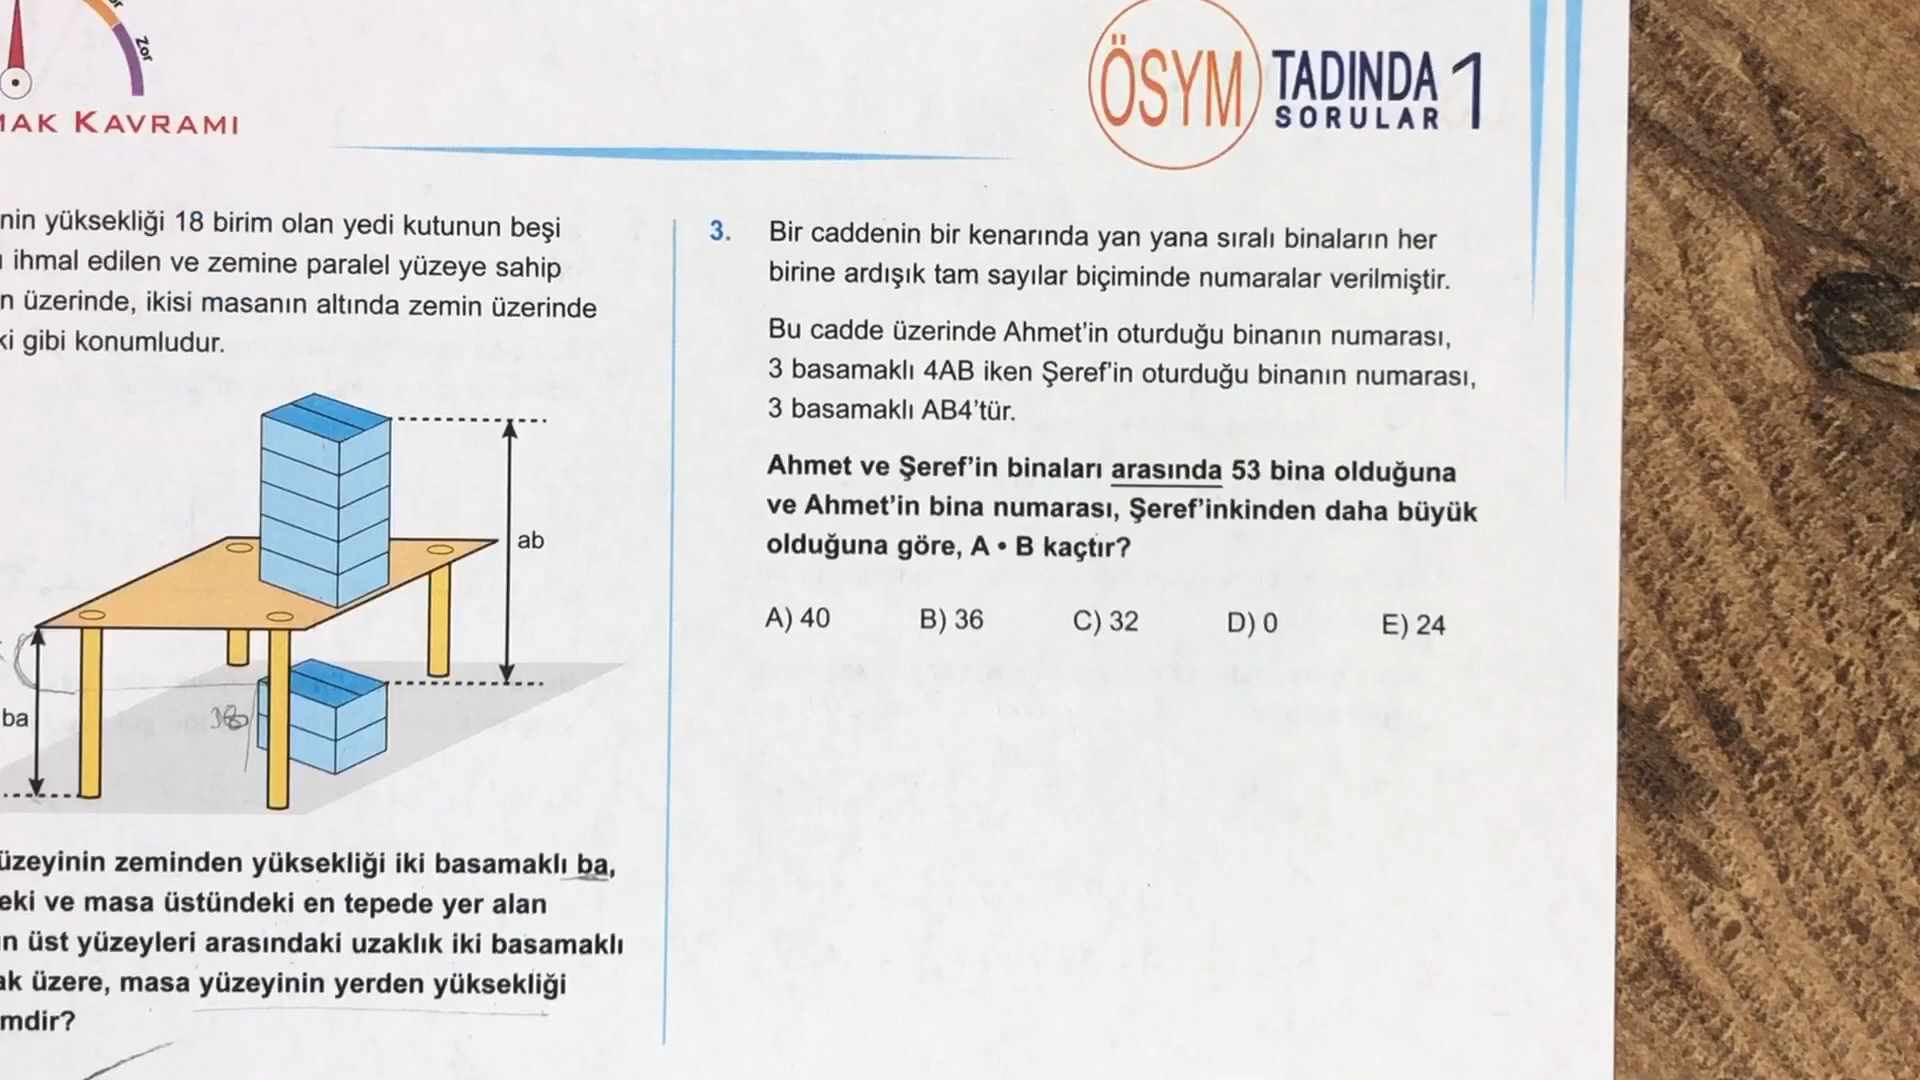 Zor
MAK KAVRAMI
ÖSYM TADINDA SORULAR 1
nin yüksekliği 18 birim olan yedi kutunun beşi
ihmal edilen ve zemine paralel yüzeye sahip
n üzerinde, ikisi masanın altında zemin üzerinde
ki gibi konumludur.
ab
ba
üzeyinin zeminden yüksekliği iki basamaklı ba,
eki ve masa üstündeki en tepede yer alan
n üst yüzeyleri arasındaki uzaklık iki basamaklı
ak üzere, masa yüzeyinin yerden yüksekliği
mdir?
3. Bir caddenin bir kenarında yan yana sıralı binaların her
birine ardışık tam sayılar biçiminde numaralar verilmiştir.
Bu cadde üzerinde Ahmet'in oturduğu binanın numarası,
3 basamaklı 4AB iken Şeref'in oturduğu binanın numarası,
3 basamaklı AB4'tür.
Ahmet ve Şeref'in binaları arasında 53 bina olduğuna
ve Ahmet'in bina numarası, Şeref'inkinden daha büyük
olduğuna göre, A • B kaçtır?
A) 40 B) 36 C) 32 D) 0 E) 24